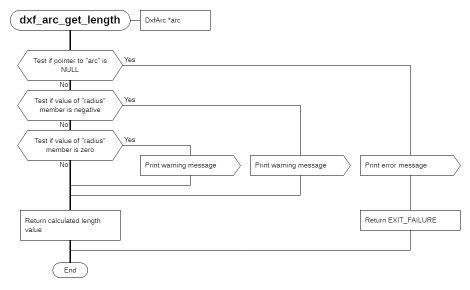 dxf_arc_get_length
DxfArc *arc
Test if pointer to "arc" is
NULL
Yes
No
Test if value of "radius"
member is negative
Yes
No
Test if value of "radius"
member is zero
Yes
No
Print warning message
Print warning message
Print error message
Return calculated length
value
Return EXIT_FAILURE
End